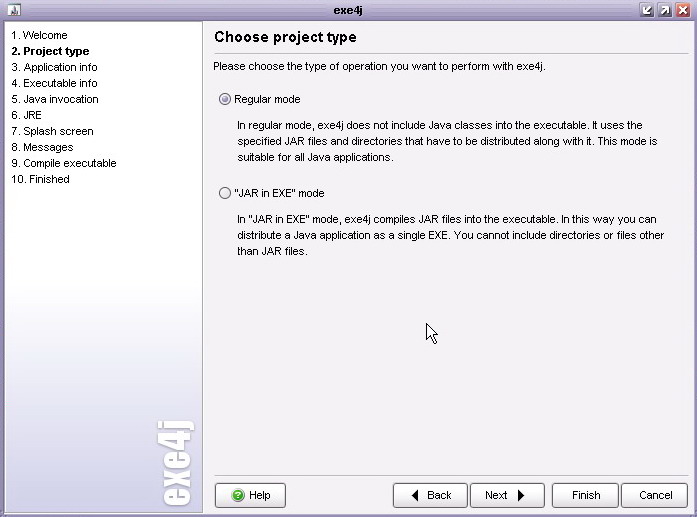 exe4j
1. Welcome
2. Project type
3. Application info
4. Executable info
5. Java invocation
6. JRE
7. Splash screen
8. Messages
9. Compile executable
10. Finished
exe4j
Choose project type
Please choose the type of operation you want to perform with exe4j.
Regular mode
In regular mode, exe4j does not include Java classes into the executable. It uses the
specified JAR files and directories that have to be distributed along with it. This mode is
suitable for all Java applications.
"JAR in EXE" mode
In "JAR in EXE" mode, exe4j compiles JAR files into the executable. In this way you can
distribute a Java application as a single EXE. You cannot include directories or files other
than JAR files.
Help
Back
Next
Finish
Cancel